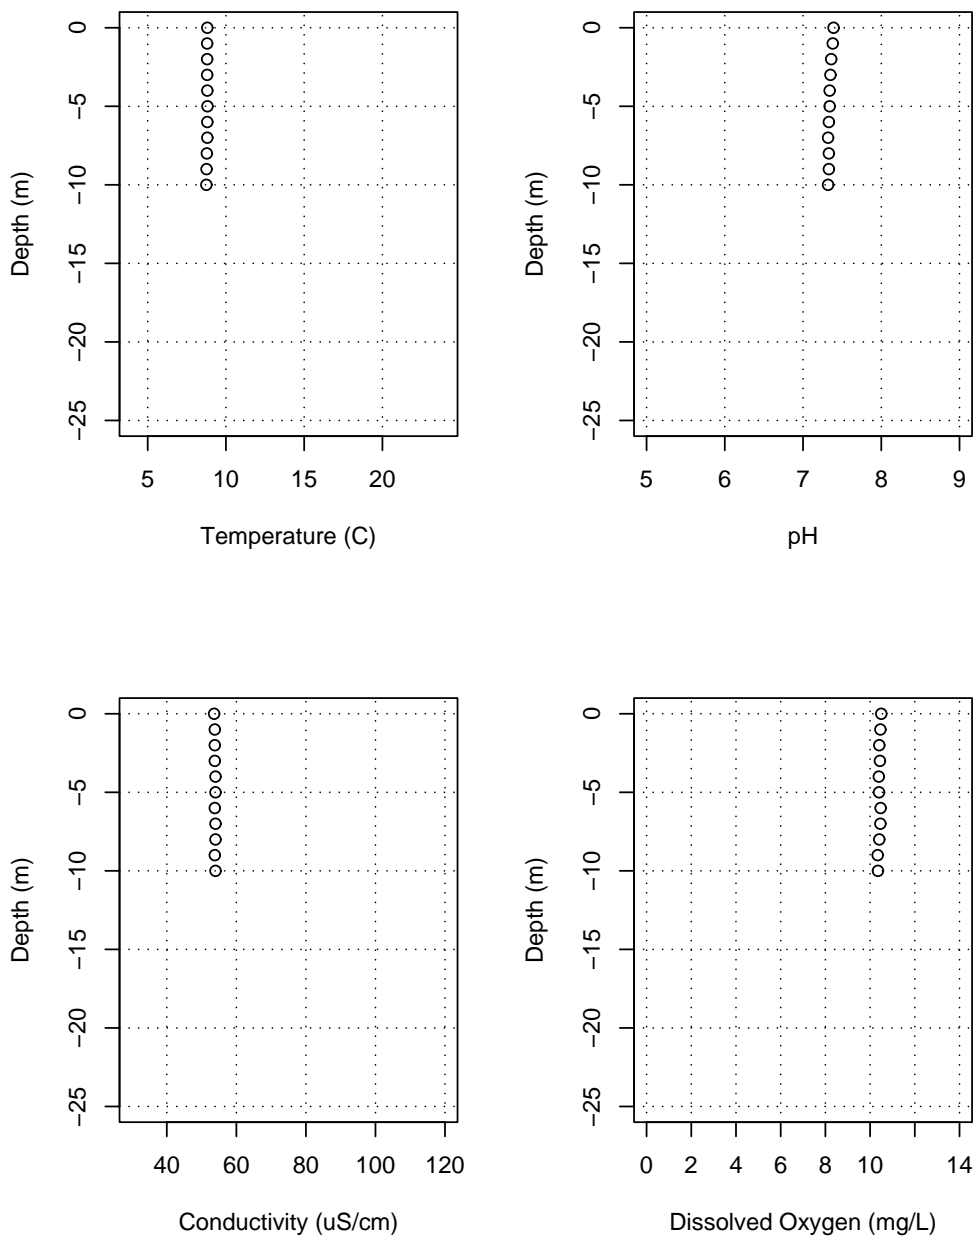 0
−5
−10
−15
−20
−25
Depth (m)
5 10 15 20
Temperature (C)
0
−5
−10
−15
−20
−25
Depth (m)
5 6 7 8 9
pH
0
−5
−10
−15
−20
−25
Depth (m)
40 60 80 100 120
Conductivity (uS/cm)
0
−5
−10
−15
−20
−25
Depth (m)
0 2 4 6 8 10 14
Dissolved Oxygen (mg/L)